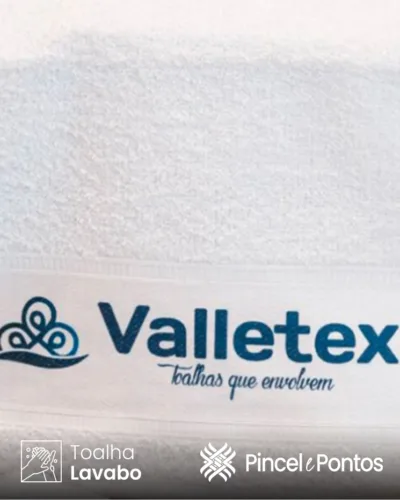 Valletex
Toalhas que envolvem
Toalha
Lavabo
Pincel e Pontos